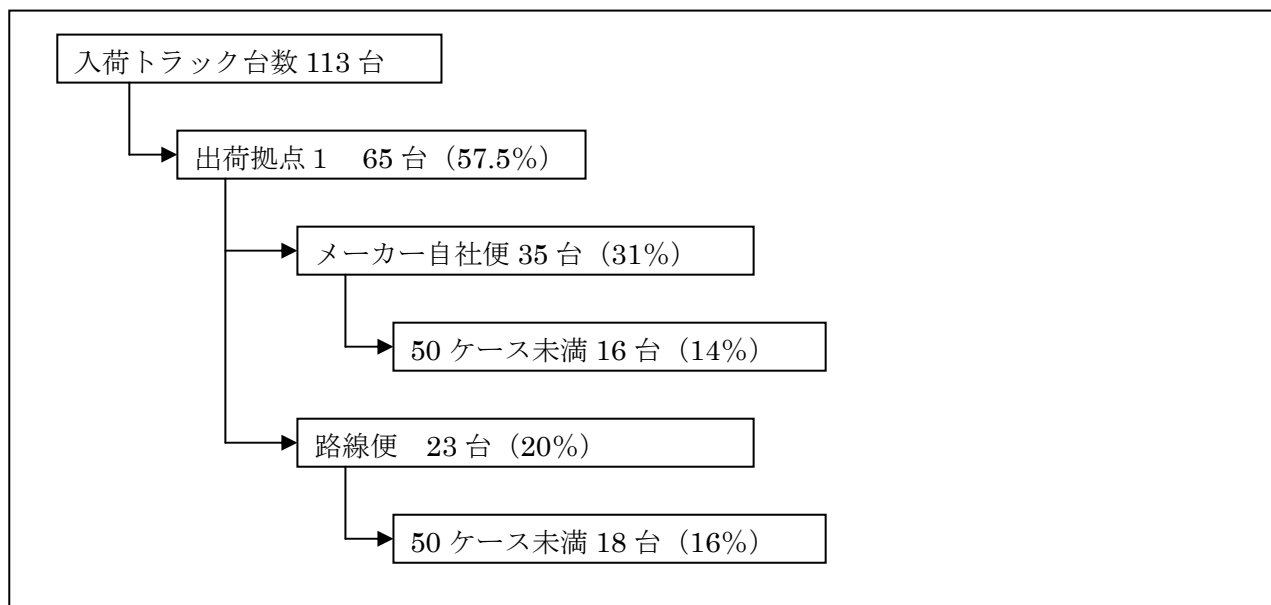 入荷トラック台数 113 台
出荷拠点１　65 台（57.5％）
メーカー自社便 35 台（31％）
50 ケース未満 16 台（14％）
路線便　23 台（20％）
50 ケース未満 18 台（16％）